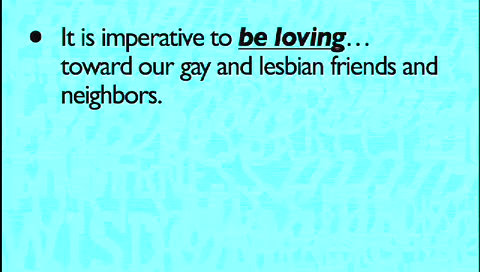 • It is imperative to be loving…
toward our gay and lesbian friends and
neighbors.